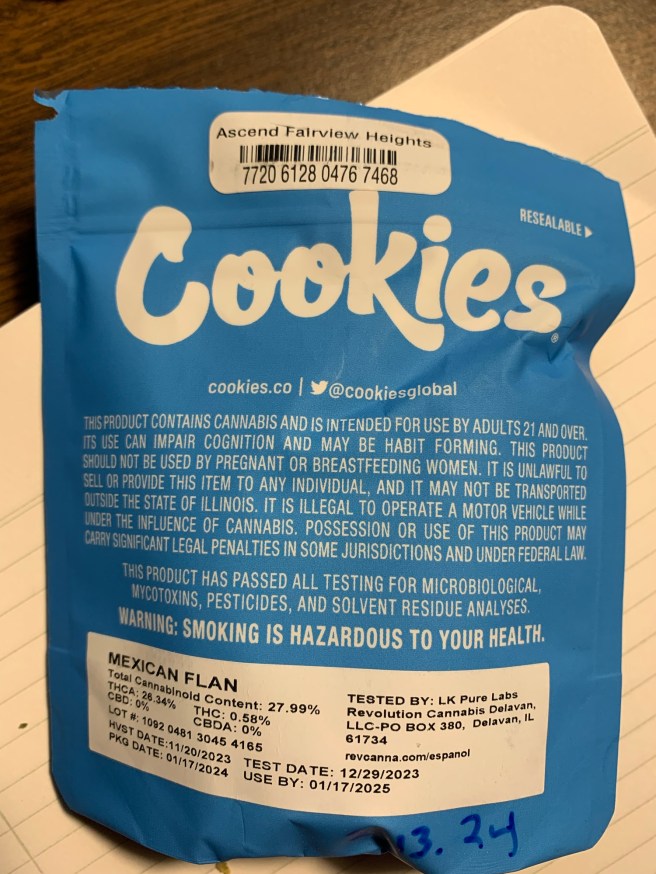 Ascend Fairview Heights
7720 6128 0476 7468
RESEALABLE
Cookies®
cookies.co | @cookiesglobal
THIS PRODUCT CONTAINS CANNABIS AND IS INTENDED FOR USE BY ADULTS 21 AND OVER.
ITS USE CAN IMPAIR COGNITION AND MAY BE HABIT FORMING. THIS PRODUCT
SHOULD NOT BE USED BY PREGNANT OR BREASTFEEDING WOMEN. IT IS UNLAWFUL TO
SELL OR PROVIDE THIS ITEM TO ANY INDIVIDUAL, AND IT MAY NOT BE TRANSPORTED
OUTSIDE THE STATE OF ILLINOIS. IT IS ILLEGAL TO OPERATE A MOTOR VEHICLE WHILE
UNDER THE INFLUENCE OF CANNABIS. POSSESSION OR USE OF THIS PRODUCT MAY
CARRY SIGNIFICANT LEGAL PENALTIES IN SOME JURISDICTIONS AND UNDER FEDERAL LAW.
THIS PRODUCT HAS PASSED ALL TESTING FOR MICROBIOLOGICAL,
MYCOTOXINS, PESTICIDES, AND SOLVENT RESIDUE ANALYSES.
WARNING: SMOKING IS HAZARDOUS TO YOUR HEALTH.
MEXICAN FLAN
Total Cannabinoid Content: 27.99%
THCA: 26.34% THC: 0.58%
CBD: 0% CBDA: 0%
LOT #: 1092 0481 3045 4165
HVST DATE:11/20/2023 TEST DATE: 12/29/2023
PKG DATE: 01/17/2024 USE BY: 01/17/2025
TESTED BY: LK Pure Labs
Revolution Cannabis Delavan,
LLC-PO BOX 380, Delavan, IL
61734
revcanna.com/espanol
13. 24